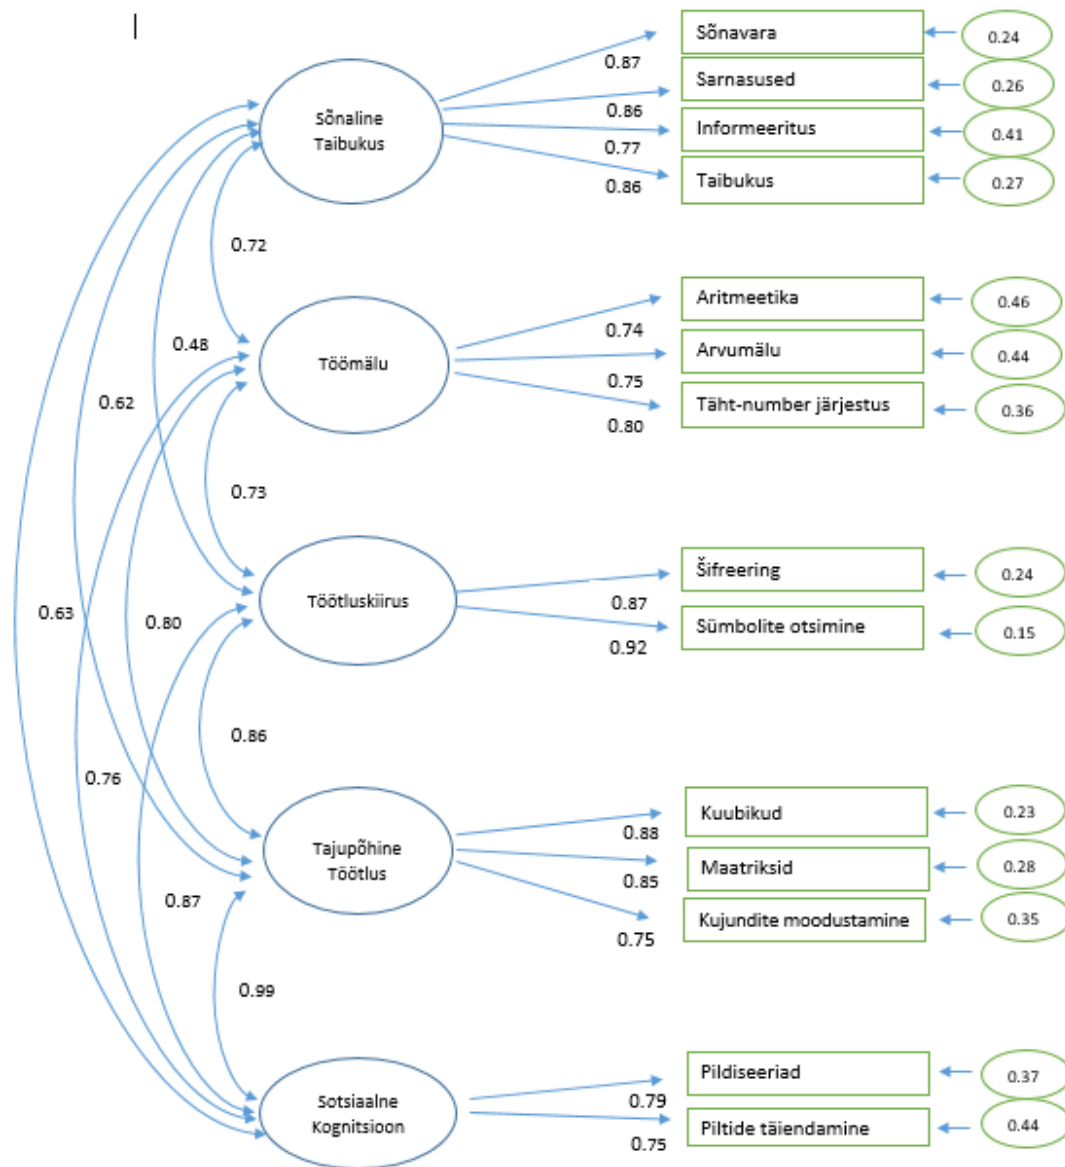 Sõnaline
Taibukus
0.87
Sõnavara
0.24
0.86
Sarnasused
0.26
0.77
Informeeritus
0.41
0.86
Taibukus
0.27
0.72
Töömälu
0.74
Aritmeetika
0.46
0.75
Arvumälu
0.44
0.80
Täht-number järjestus
0.36
0.48
0.62
0.73
Töötluskiirus
0.87
Šifreering
0.24
0.92
Sümbolite otsimine
0.15
0.63
0.80
0.86
0.76
Tajupõhine
Töötlus
0.88
Kuubikud
0.23
0.85
Maatriksid
0.28
0.75
Kujundite moodustamine
0.35
0.87
0.99
Sotsiaalne
Kognitsioon
0.79
Pildiseeriad
0.37
0.75
Piltide täiendamine
0.44